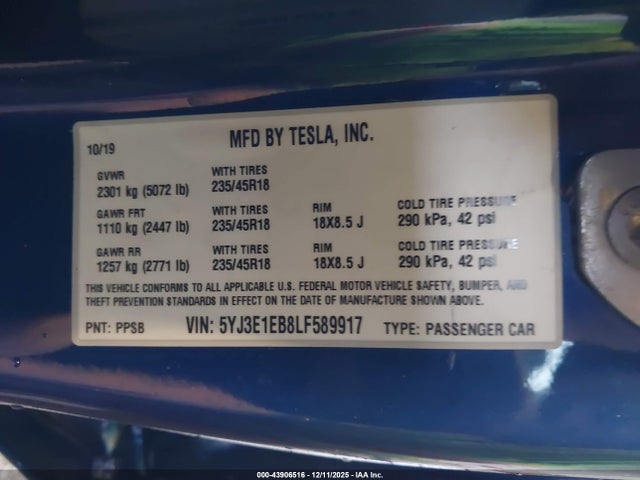 MFD BY TESLA, INC.
10/19
GVWR WITH TIRES
2301 kg (5072 lb) 235/45R18
GAWR FRT WITH TIRES RIM COLD TIRE PRESSURE
1110 kg (2447 lb) 235/45R18 18X8.5 J 290 kPa, 42 psi
GAWR RR WITH TIRES RIM COLD TIRE PRESSURE
1257 kg (2771 lb) 235/45R18 18X8.5 J 290 kPa, 42 psi
THIS VEHICLE CONFORMS TO ALL APPLICABLE U.S. FEDERAL MOTOR VEHICLE SAFETY, BUMPER, AND
THEFT PREVENTION STANDARDS IN EFFECT ON THE DATE OF MANUFACTURE SHOWN ABOVE.
PNT: PPSB VIN: 5YJ3E1EB8LF589917 TYPE: PASSENGER CAR
000-43906516 - 12/11/2025 - IAA Inc.